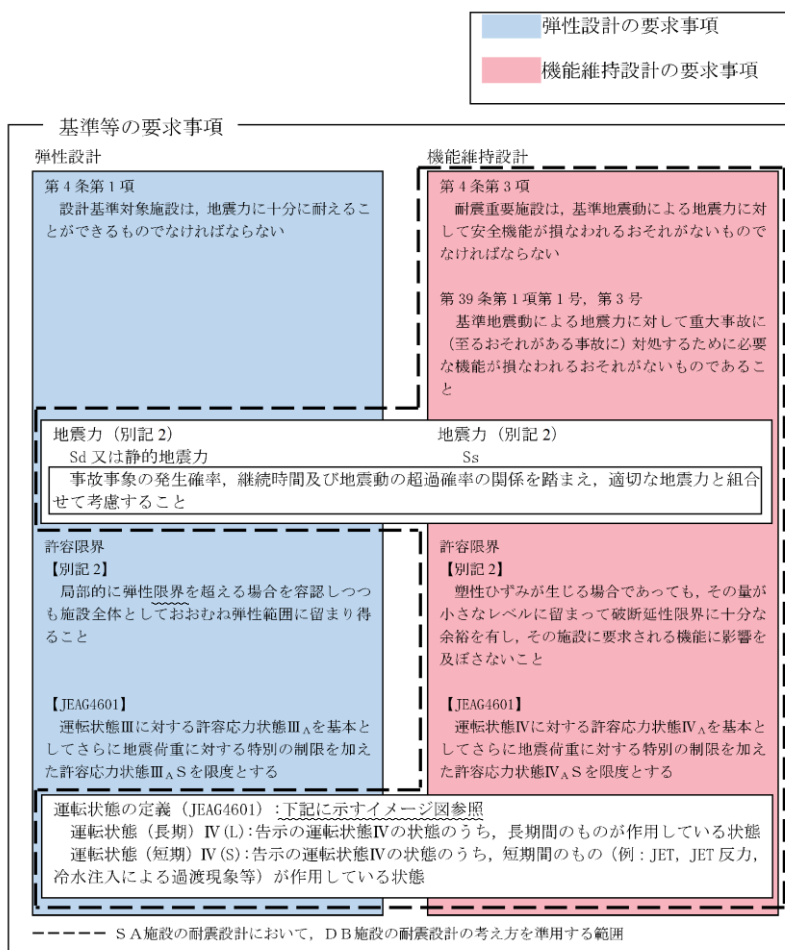 弾性設計の要求事項
機能維持設計の要求事項
基準等の要求事項
弾性設計
第4条第1項
設計基準対象施設は，地震力に十分に耐えるこ
とができるものでなければならない
機能維持設計
第4条第3項
耐震重要施設は，基準地震動による地震力に対
して安全機能が損なわれるおそれがないもので
なければならない
第39条第1項第1号，第3号
基準地震動による地震力に対して重大事故に
（至るおそれがある事故に）対処するために必要
な機能が損なわれるおそれがないものであるこ
と
地震力（別記2）
Sd又は静的地震力
地震力（別記2）
Ss
事故事象の発生確率，継続時間及び地震動の超過確率の関係を踏まえ，適切な地震力と組合
せて考慮すること
許容限界
【別記2】
局部的に弾性限界を超える場合を容認しつつ
も施設全体としておおむね弾性範囲に留まり得
ること
【JEAG4601】
運転状態Ⅲに対する許容応力状態Ⅲ_Aを基本と
してさらに地震荷重に対する特別の制限を加え
た許容応力状態Ⅲ_ASを限度とする
許容限界
【別記2】
塑性ひずみが生じる場合であっても，その量が
小さなレベルに留まって破断延性限界に十分な
余裕を有し，その施設に要求される機能に影響を
及ぼさないこと
【JEAG4601】
運転状態Ⅳに対する許容応力状態Ⅳ_Aを基本と
してさらに地震荷重に対する特別の制限を加え
た許容応力状態Ⅳ_ASを限度とする
運転状態の定義（JEAG4601）：下記に示すイメージ図参照
運転状態（長期）Ⅳ(L)：告示の運転状態Ⅳの状態のうち，長期間のものが作用している状態
運転状態（短期）Ⅳ(S)：告示の運転状態Ⅳの状態のうち，短期間のもの（例：JET，JET反力，
冷水注入による過渡現象等）が作用している状態
ＳＡ施設の耐震設計において，ＤＢ施設の耐震設計の考え方を準用する範囲